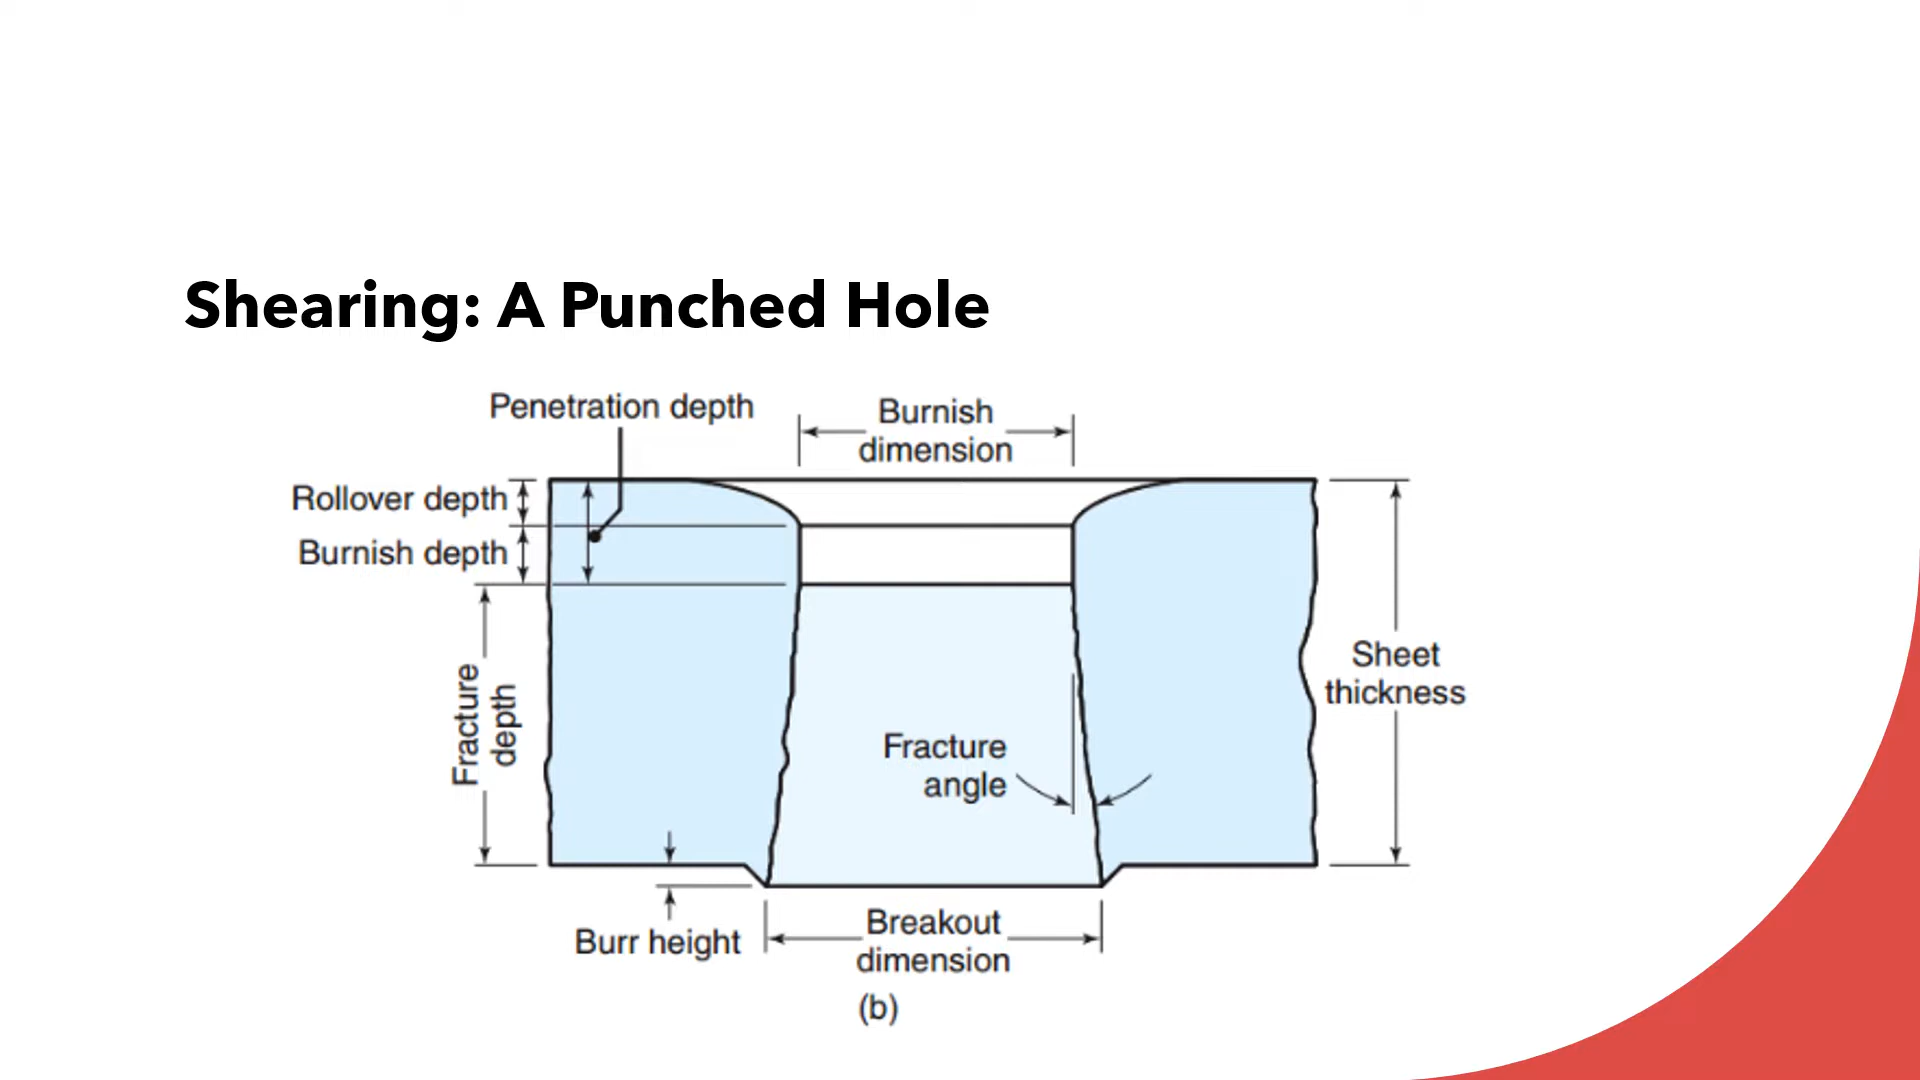 Shearing: A Punched Hole
Penetration depth
Burnish
dimension
Rollover depth
Burnish depth
Fracture
depth
Sheet
thickness
Fracture
angle
Burr height
Breakout
dimension
(b)